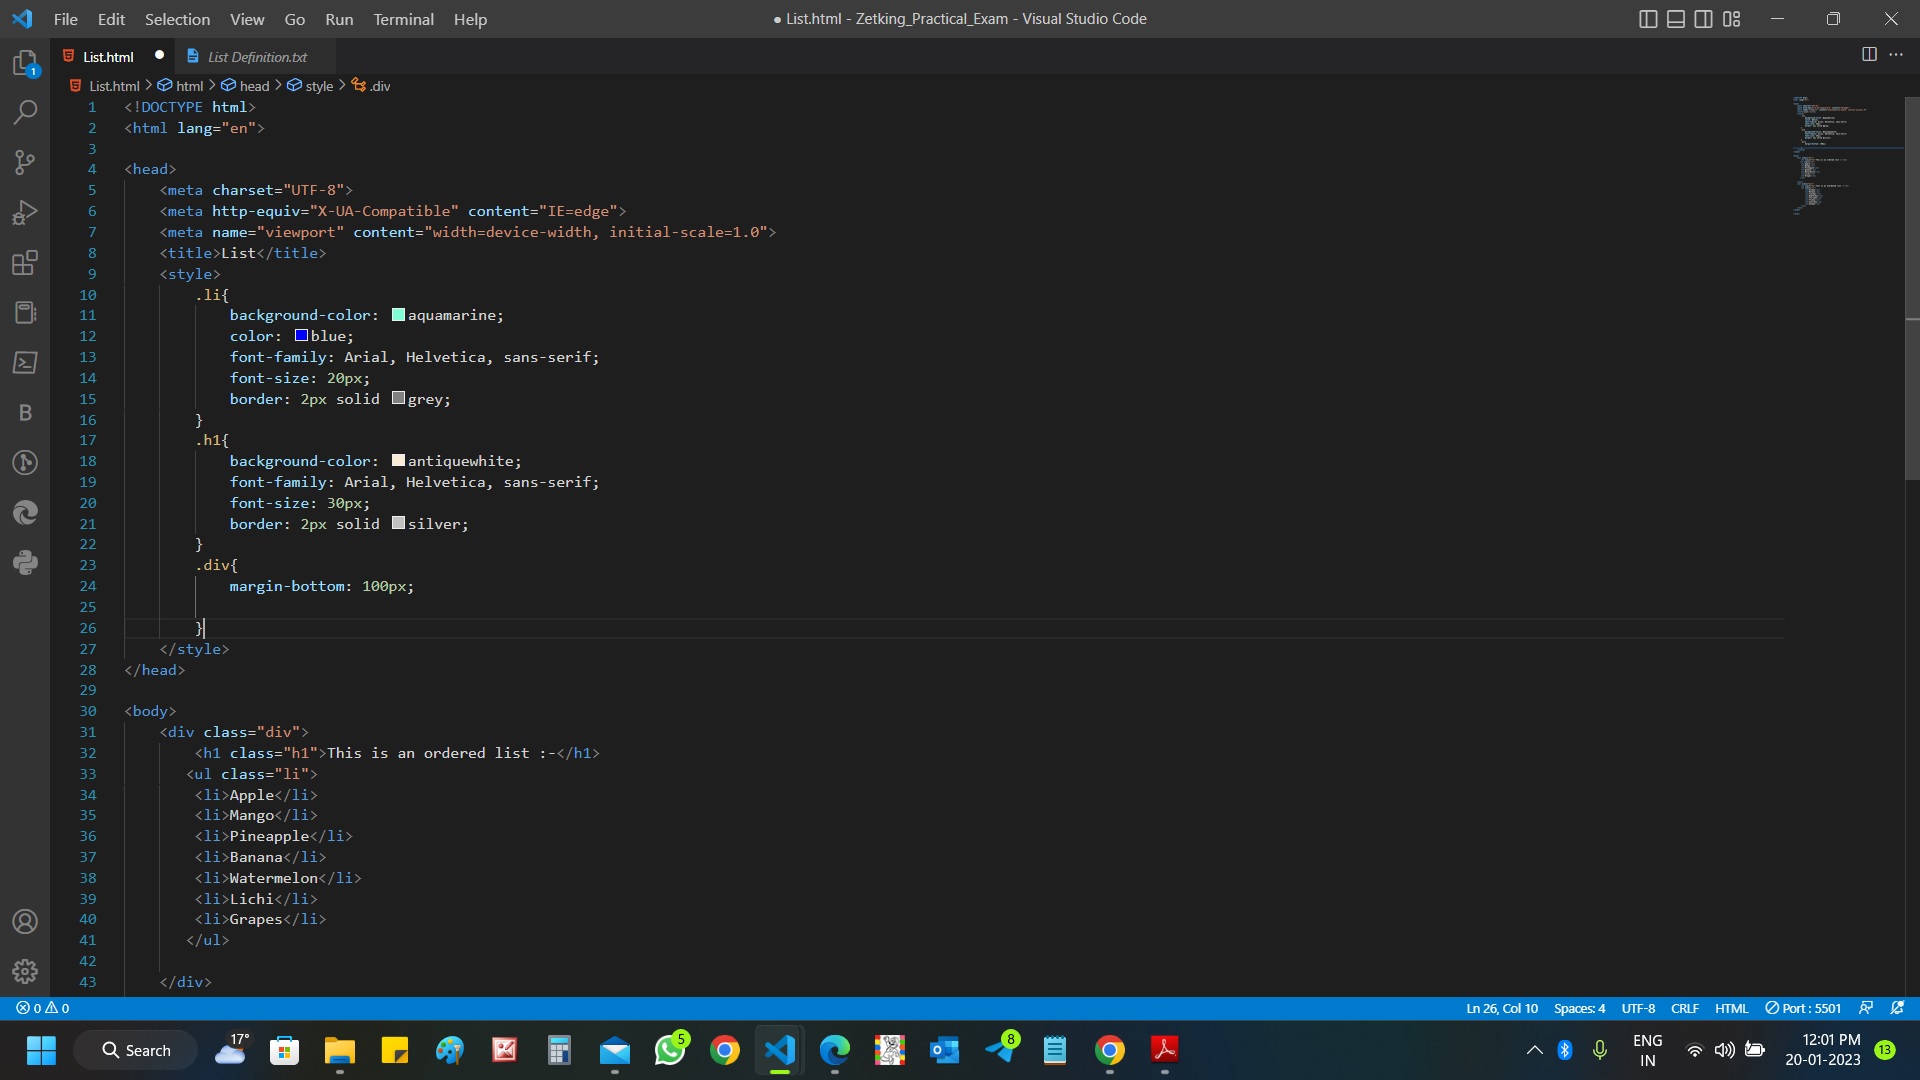 File Edit Selection View Go Run Terminal Help
● List.html - Zetking_Practical_Exam - Visual Studio Code
1
List.html ●
List Definition.txt
List.html > html > head > style > .div
1 <!DOCTYPE html>
2 <html lang="en">
3
4 <head>
5 <meta charset="UTF-8">
6 <meta http-equiv="X-UA-Compatible" content="IE=edge">
7 <meta name="viewport" content="width=device-width, initial-scale=1.0">
8 <title>List</title>
9 <style>
10 .li{
11 background-color: aquamarine;
12 color: blue;
13 font-family: Arial, Helvetica, sans-serif;
14 font-size: 20px;
15 border: 2px solid grey;
16 }
17 .h1{
18 background-color: antiquewhite;
19 font-family: Arial, Helvetica, sans-serif;
20 font-size: 30px;
21 border: 2px solid silver;
22 }
23 .div{
24 margin-bottom: 100px;
25
26 }
27 </style>
28 </head>
29
30 <body>
31 <div class="div">
32 <h1 class="h1">This is an ordered list :-</h1>
33 <ul class="li">
34 <li>Apple</li>
35 <li>Mango</li>
36 <li>Pineapple</li>
37 <li>Banana</li>
38 <li>Watermelon</li>
39 <li>Lichi</li>
40 <li>Grapes</li>
41 </ul>
42
43 </div>
B
0 0
Ln 26, Col 10 Spaces: 4 UTF-8 CRLF HTML Port : 5501
Search
17°
5
8
ENG
IN
12:01 PM
20-01-2023
13